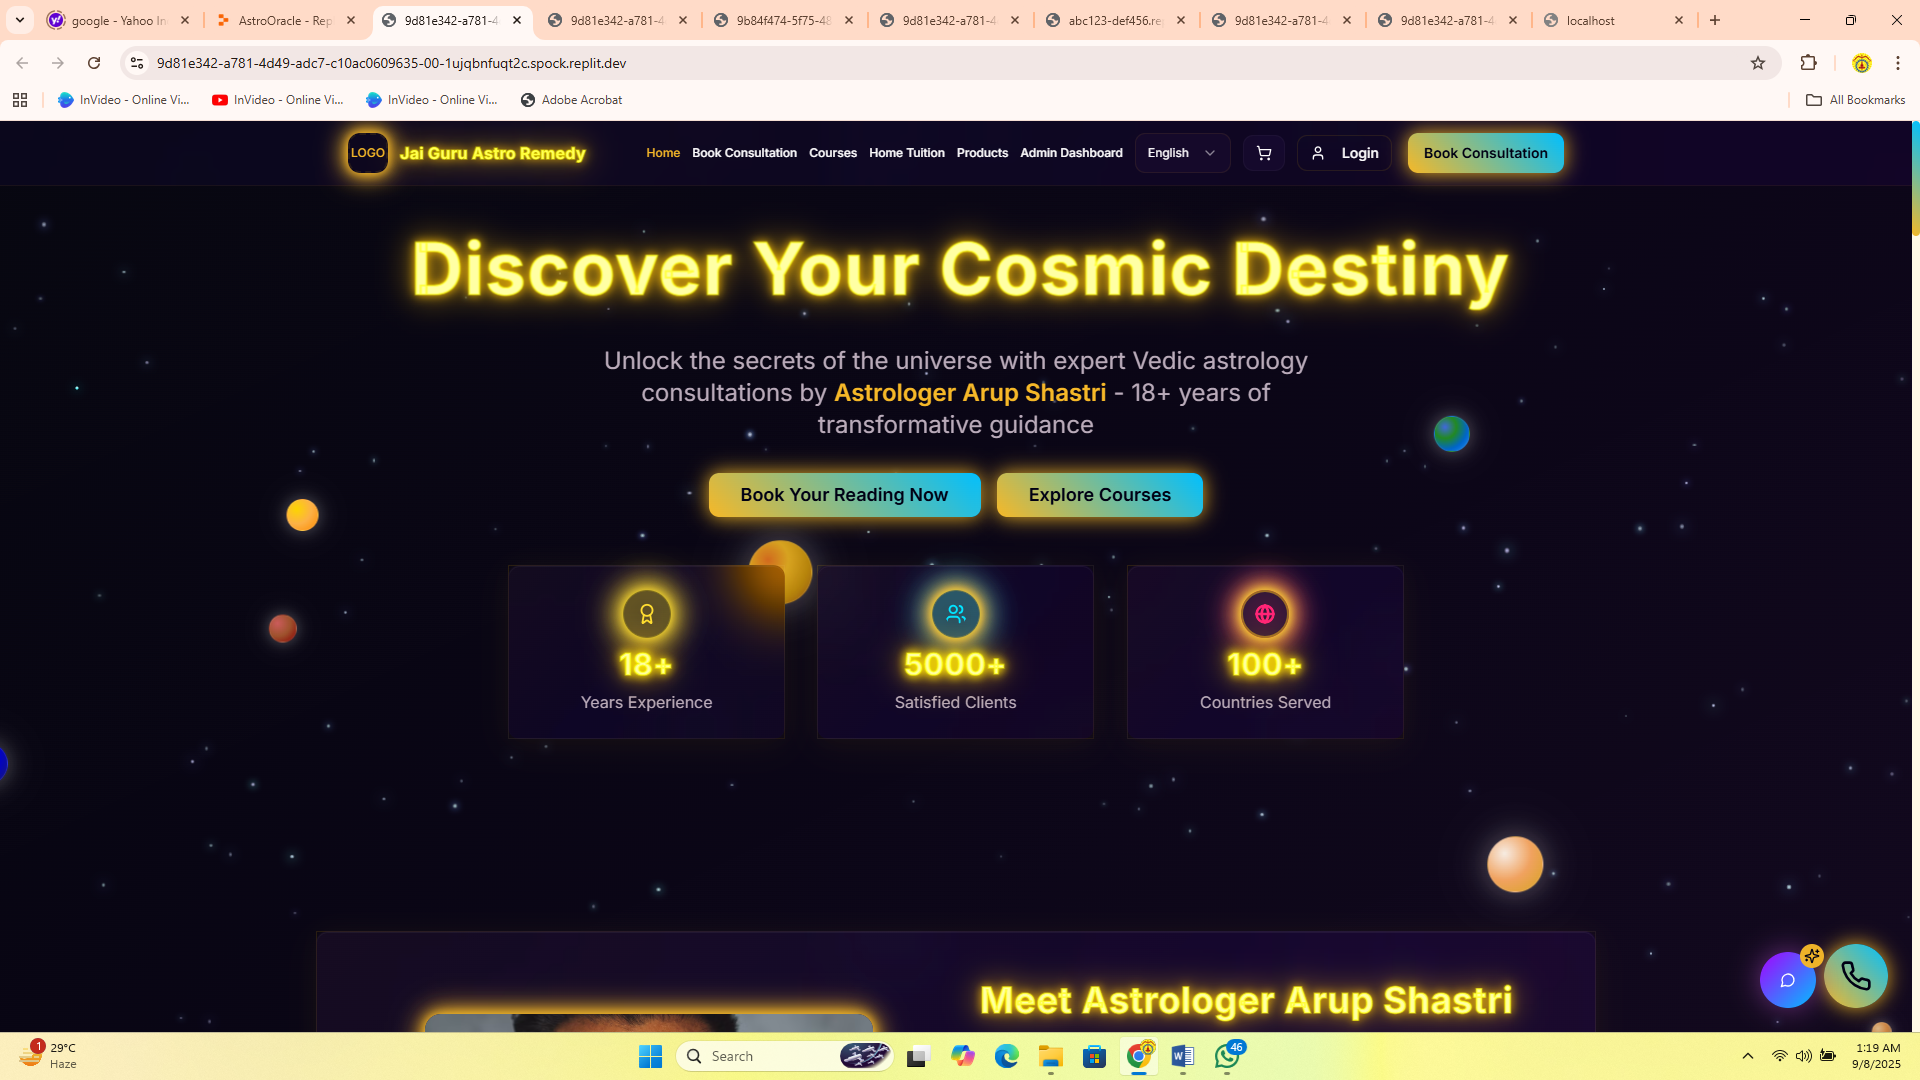 google - Yahoo In
AstroOracle - Rep
9d81e342-a781-4
9d81e342-a781-4
9b84f474-5f75-48
9d81e342-a781-4
abc123-def456.re
9d81e342-a781-4
9d81e342-a781-4
localhost
9d81e342-a781-4d49-adc7-c10ac0609635-00-1ujqbnfuqt2c.spock.replit.dev
InVideo - Online Vi...
InVideo - Online Vi...
InVideo - Online Vi...
Adobe Acrobat
All Bookmarks
LOGO
Jai Guru Astro Remedy
Home
Book Consultation
Courses
Home Tuition
Products
Admin Dashboard
English
Login
Book Consultation
Discover Your Cosmic Destiny
Unlock the secrets of the universe with expert Vedic astrology
consultations by Astrologer Arup Shastri - 18+ years of
transformative guidance
Book Your Reading Now
Explore Courses
18+
Years Experience
5000+
Satisfied Clients
100+
Countries Served
Meet Astrologer Arup Shastri
1
29°C
Haze
Search
46
1:19 AM
9/8/2025